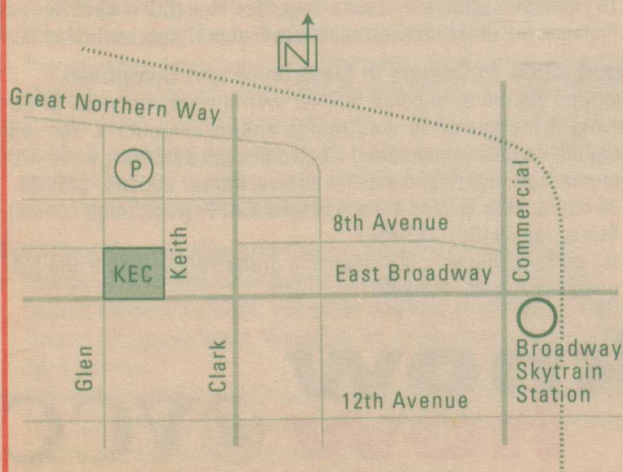 N
Great Northern Way
P
8th Avenue
Commercial
Keith
KEC
East Broadway
Glen
Clark
Broadway
Skytrain
Station
12th Avenue